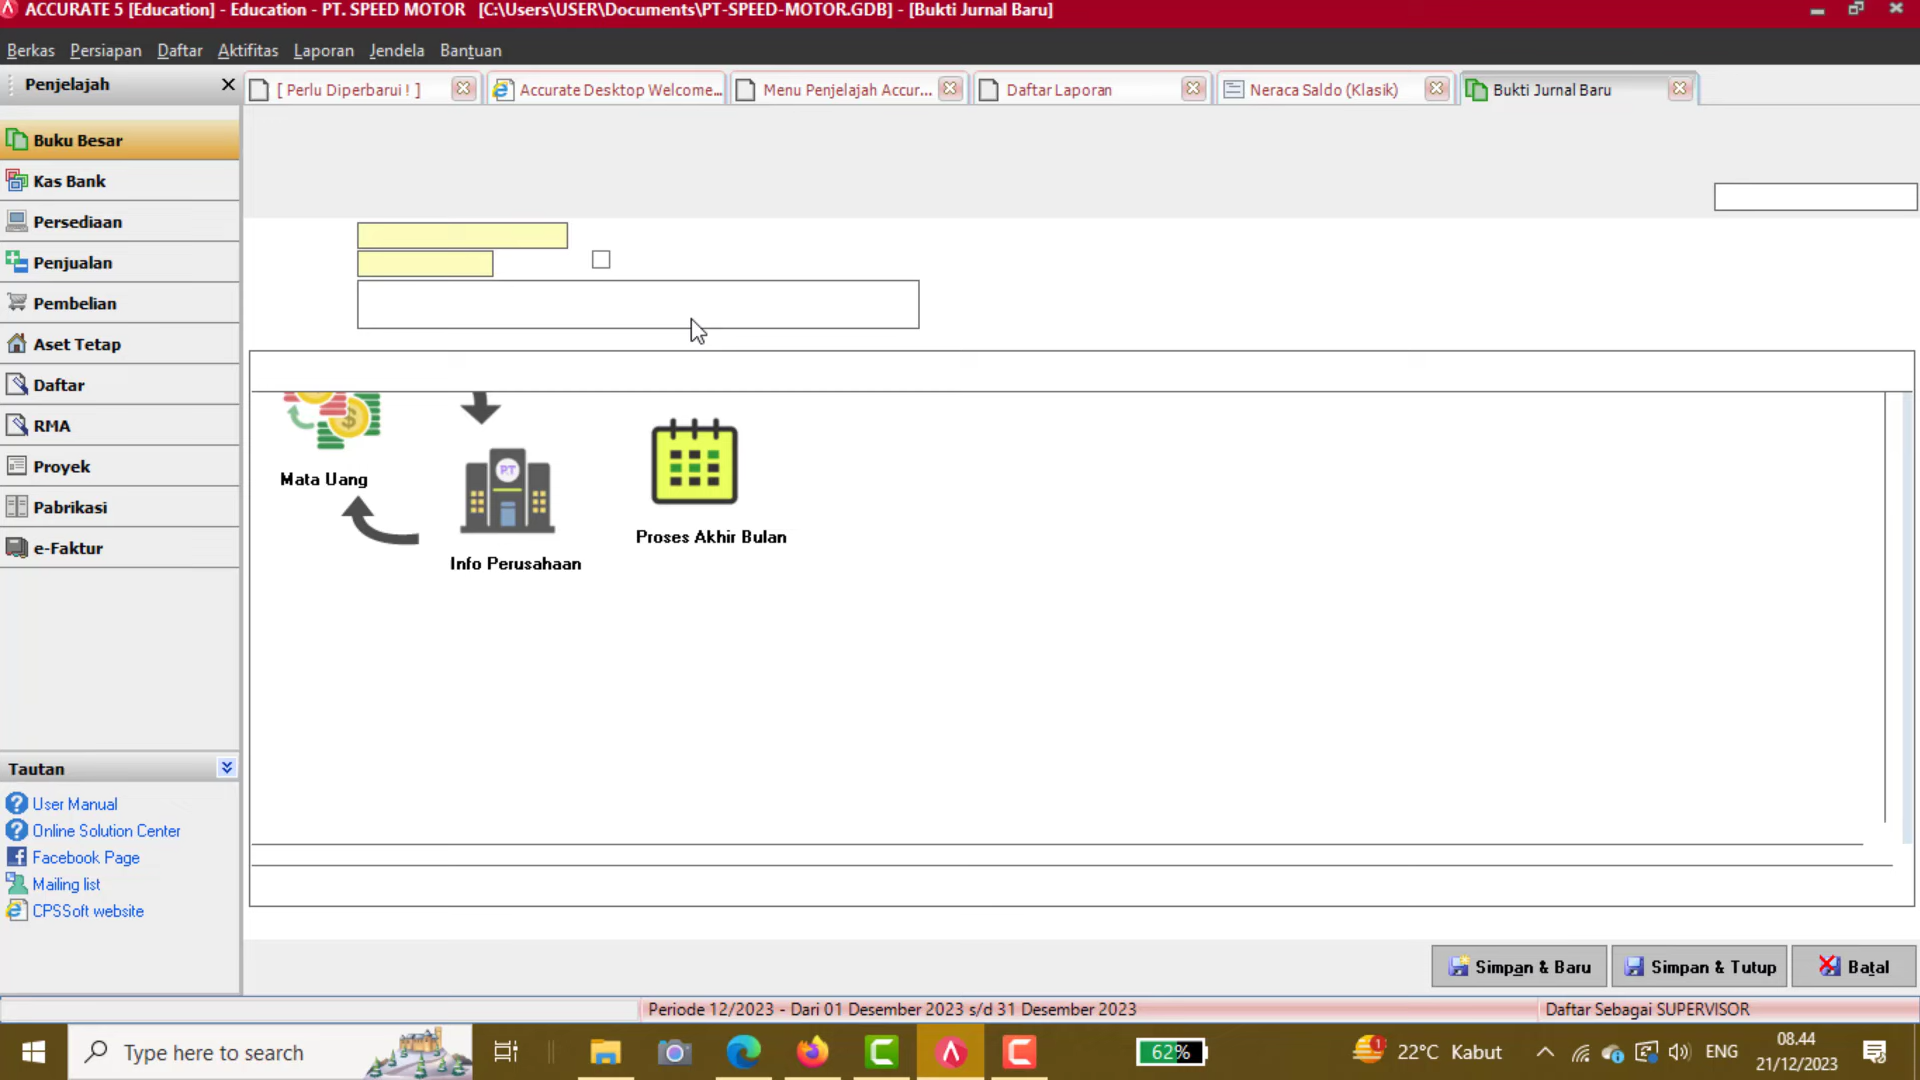 ACCURATE 5 [Education] - Education - PT. SPEED MOTOR [C:\Users\USER\Documents\PT-SPEED-MOTOR.GDB] - [Bukti Jurnal Baru]
Berkas Persiapan Daftar Aktifitas Laporan Jendela Bantuan
Penjelajah
[ Perlu Diperbarui ! ]
Accurate Desktop Welcome...
Menu Penjelajah Accur...
Daftar Laporan
Neraca Saldo (Klasik)
Bukti Jurnal Baru
Buku Besar
Kas Bank
Persediaan
Penjualan
Pembelian
Aset Tetap
Daftar
RMA
Proyek
Pabrikasi
e-Faktur
Mata Uang
PT
Info Perusahaan
Proses Akhir Bulan
Tautan
User Manual
Online Solution Center
Facebook Page
Mailing list
CPSSoft website
Simpan & Baru
Simpan & Tutup
Batal
Periode 12/2023 - Dari 01 Desember 2023 s/d 31 Desember 2023
Daftar Sebagai SUPERVISOR
Type here to search
62%
1
22°C Kabut
ENG
08.44
21/12/2023